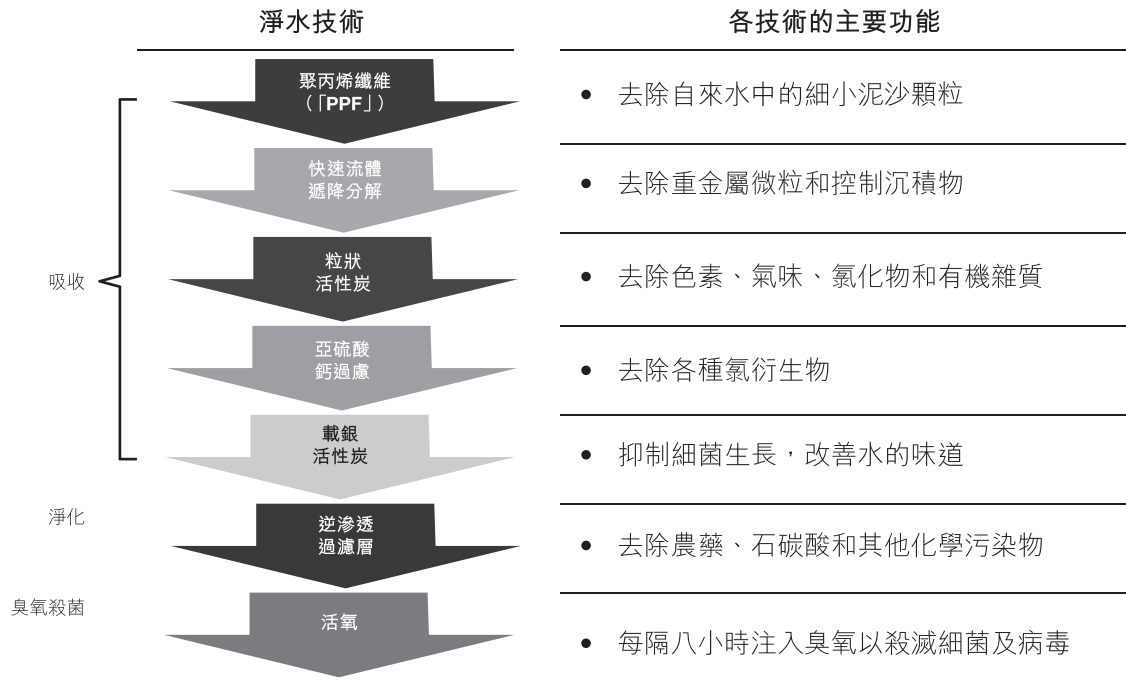 淨水技術
各技術的主要功能
聚丙烯纖維
(「PPF」)
• 去除自來水中的細小泥沙顆粒
快速流體
遞降分解
• 去除重金屬微粒和控制沉積物
吸收
粒狀
活性炭
• 去除色素、氣味、氯化物和有機雜質
亞硫酸
鈣過慮
• 去除各種氯衍生物
載銀
活性炭
• 抑制細菌生長，改善水的味道
淨化
逆滲透
過濾層
• 去除農藥、石碳酸和其他化學污染物
臭氧殺菌
活氧
• 每隔八小時注入臭氧以殺滅細菌及病毒